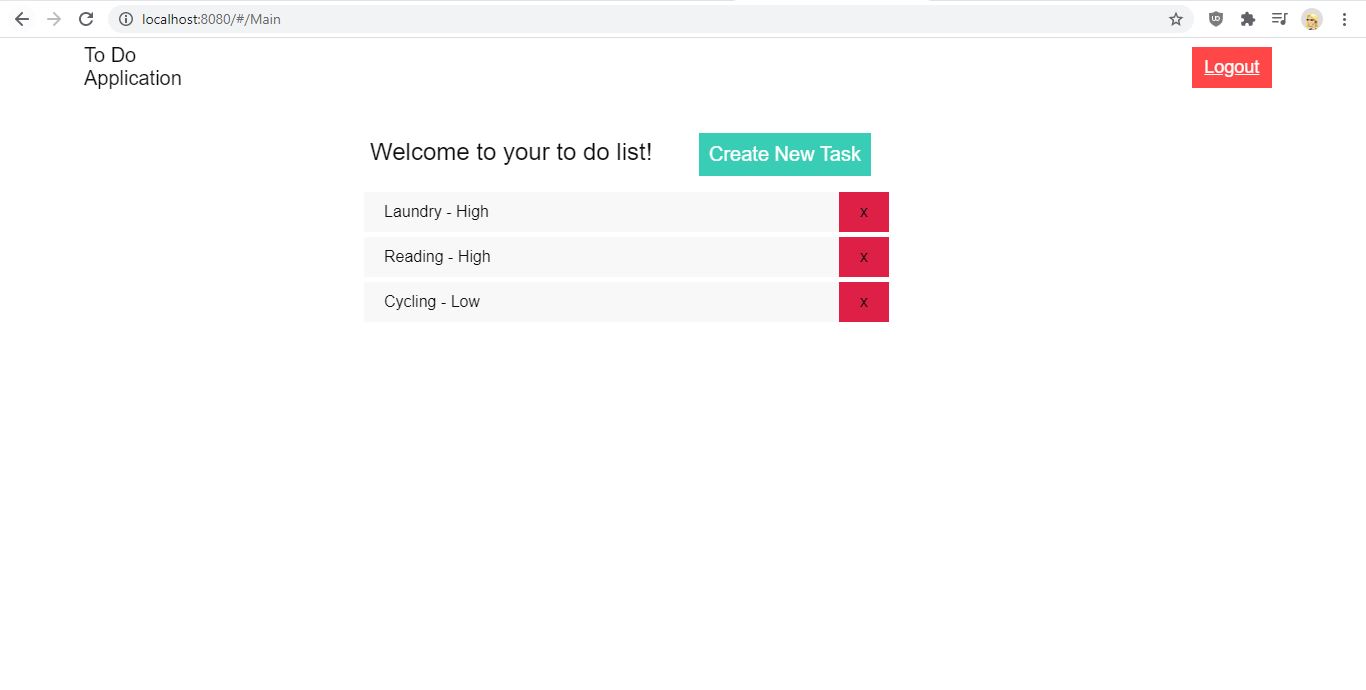 localhost:8080/#/Main
To Do
Application
Logout
Welcome to your to do list!
Create New Task
Laundry - High
x
Reading - High
x
Cycling - Low
x